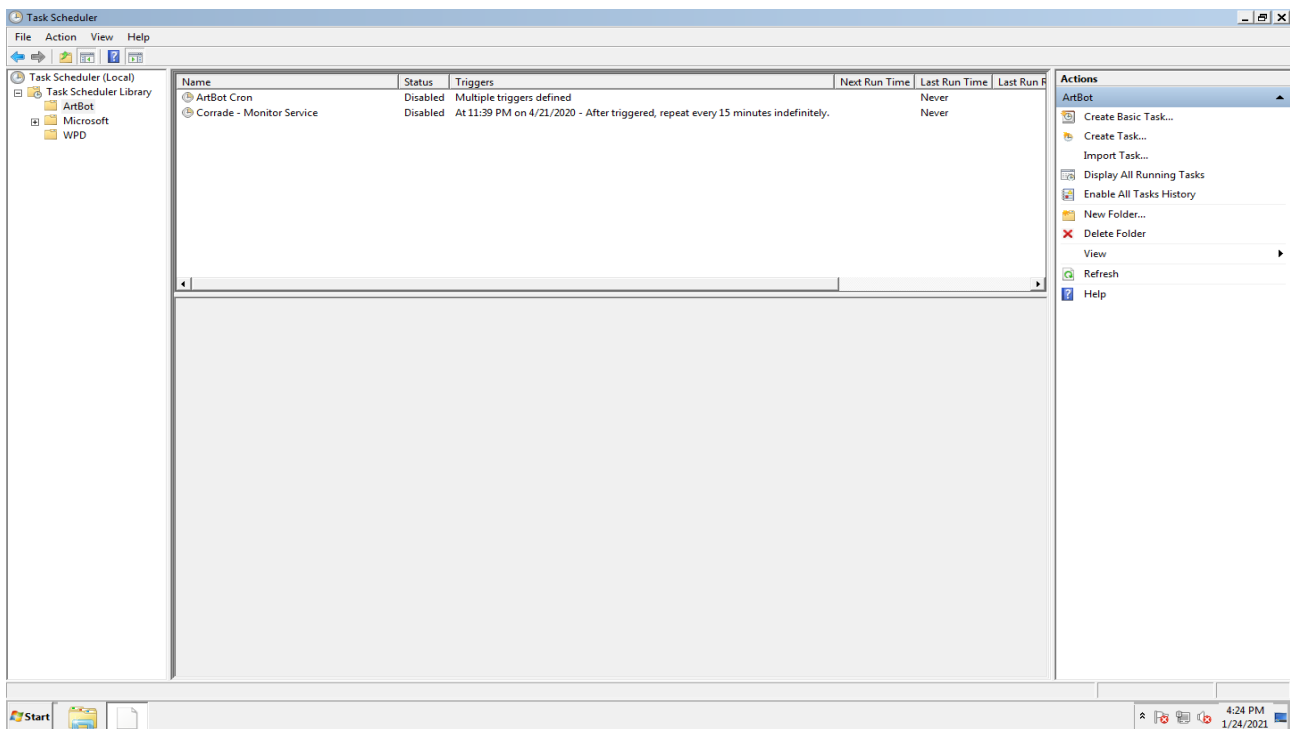 Task Scheduler
File Action View Help
Task Scheduler (Local)
Task Scheduler Library
ArtBot
Microsoft
WPD
Name Status Triggers Next Run Time Last Run Time Last Run R
ArtBot Cron Disabled Multiple triggers defined Never
Corrade - Monitor Service Disabled At 11:39 PM on 4/21/2020 - After triggered, repeat every 15 minutes indefinitely. Never
Actions
ArtBot
Create Basic Task...
Create Task...
Import Task...
Display All Running Tasks
Enable All Tasks History
New Folder...
Delete Folder
View
Refresh
Help
Start
4:24 PM
1/24/2021